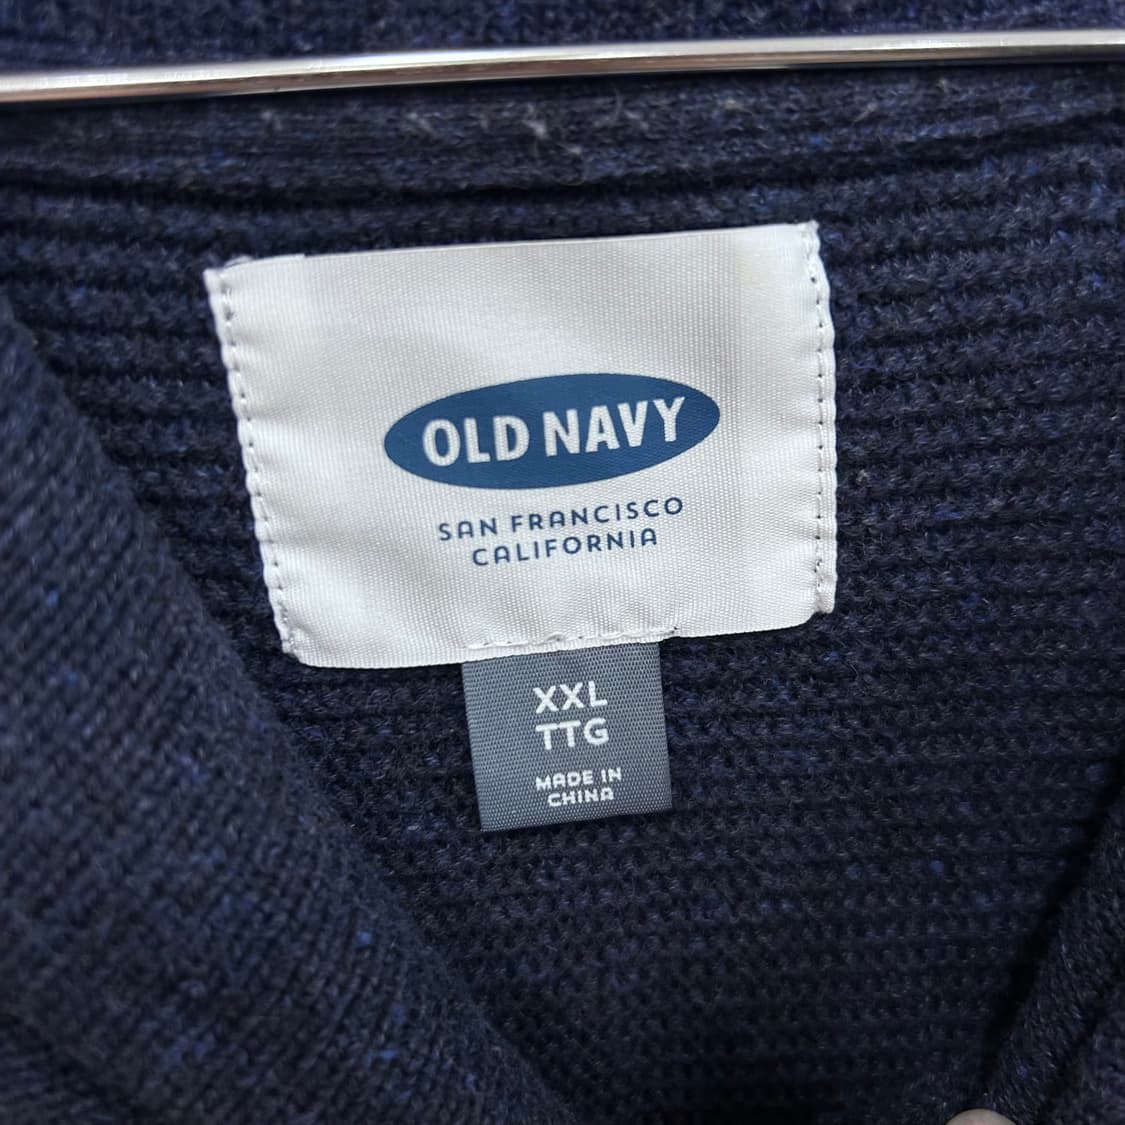 OLD NAVY
SAN FRANCISCO
CALIFORNIA
XXL
TTG
MADE IN
CHINA